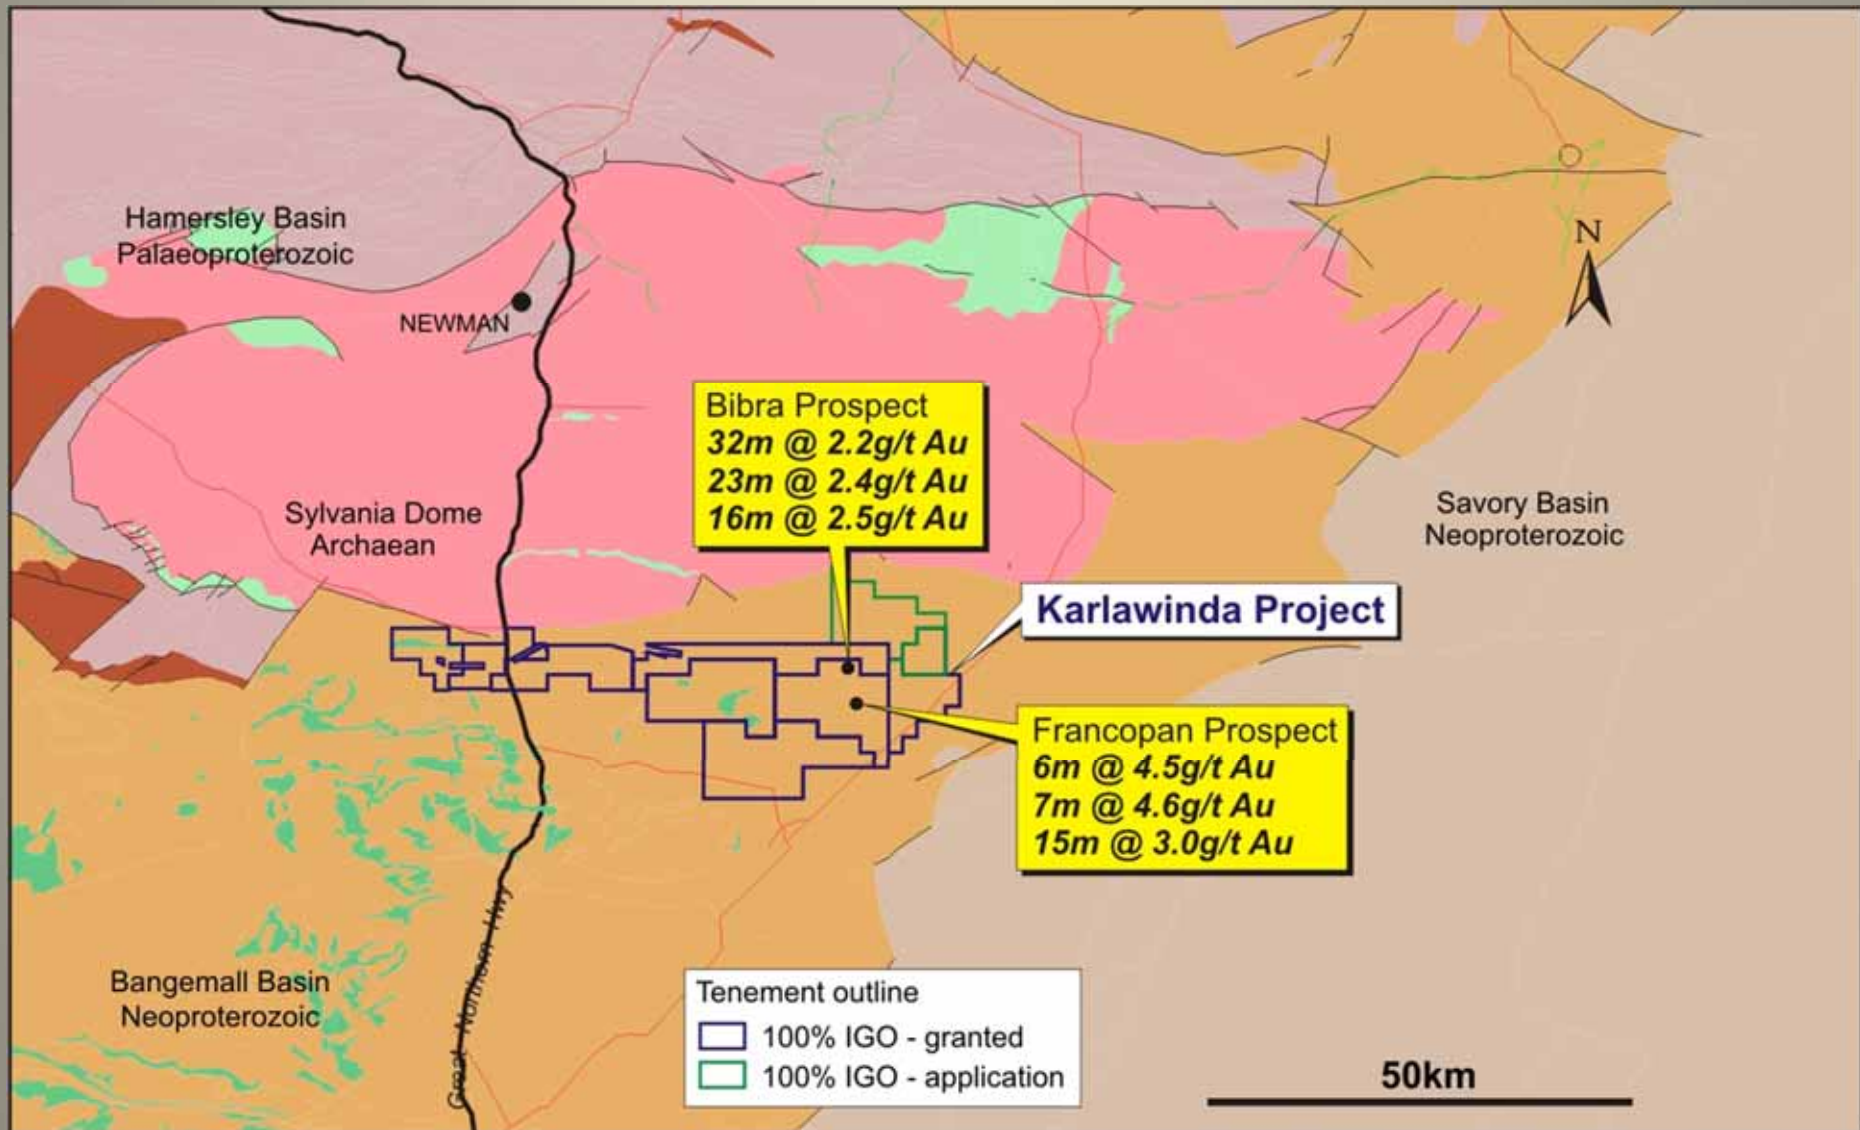 Hamersley Basin
Palaeoproterozoic
N
NEWMAN
Bibra Prospect
32m @ 2.2g/t Au
23m @ 2.4g/t Au
16m @ 2.5g/t Au
Sylvania Dome
Archaean
Savory Basin
Neoproterozoic
Karlawinda Project
Francopan Prospect
6m @ 4.5g/t Au
7m @ 4.6g/t Au
15m @ 3.0g/t Au
Great Northern Hwy
Bangemall Basin
Neoproterozoic
Tenement outline
100% IGO - granted
100% IGO - application
50km